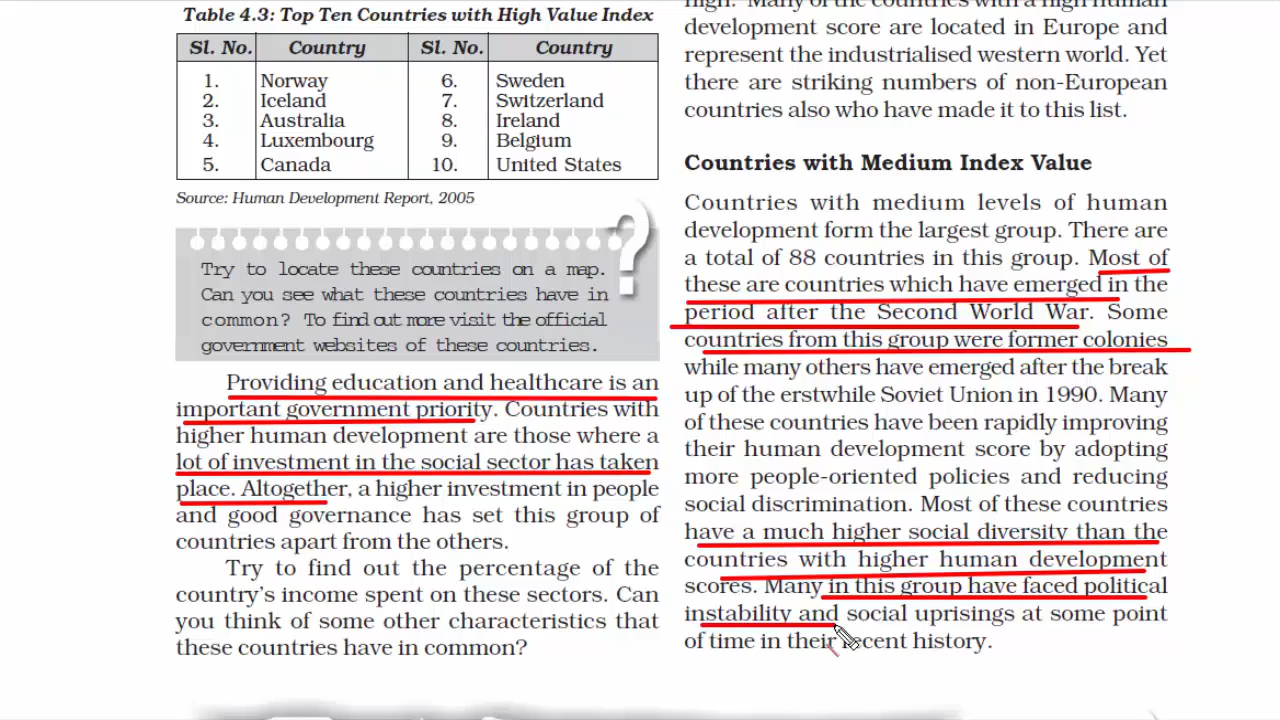 Table 4.3: Top Ten Countries with High Value Index
Sl. No. Country Sl. No. Country
1. Norway 6. Sweden
2. Iceland 7. Switzerland
3. Australia 8. Ireland
4. Luxembourg 9. Belgium
5. Canada 10. United States
Source: Human Development Report, 2005
?
Try to locate these countries on a map.
Can you see what these countries have in
common? To find out more visit the official
government websites of these countries.
Providing education and healthcare is an
important government priority. Countries with
higher human development are those where a
lot of investment in the social sector has taken
place. Altogether, a higher investment in people
and good governance has set this group of
countries apart from the others.
Try to find out the percentage of the
country's income spent on these sectors. Can
you think of some other characteristics that
these countries have in common?
high. Many of the countries with a high human
development score are located in Europe and
represent the industrialised western world. Yet
there are striking numbers of non-European
countries also who have made it to this list.
Countries with Medium Index Value
Countries with medium levels of human
development form the largest group. There are
a total of 88 countries in this group. Most of
these are countries which have emerged in the
period after the Second World War. Some
countries from this group were former colonies
while many others have emerged after the break
up of the erstwhile Soviet Union in 1990. Many
of these countries have been rapidly improving
their human development score by adopting
more people-oriented policies and reducing
social discrimination. Most of these countries
have a much higher social diversity than the
countries with higher human development
scores. Many in this group have faced political
instability and social uprisings at some point
of time in their recent history.